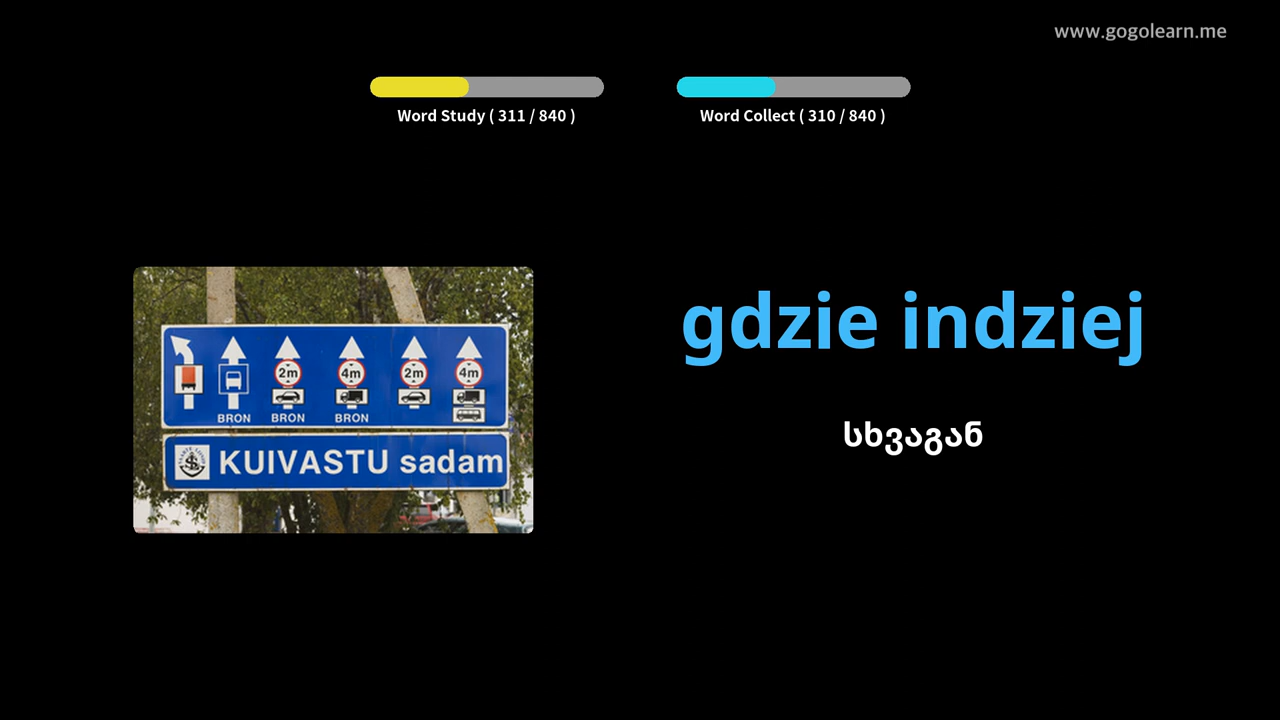 www.gogolearn.me
Word Study ( 311 / 840 )
Word Collect ( 310 / 840 )
gdzie indziej
სხვაგან
2m
4m
2m
4m
BRON
BRON
BRON
KUIVASTU sadam